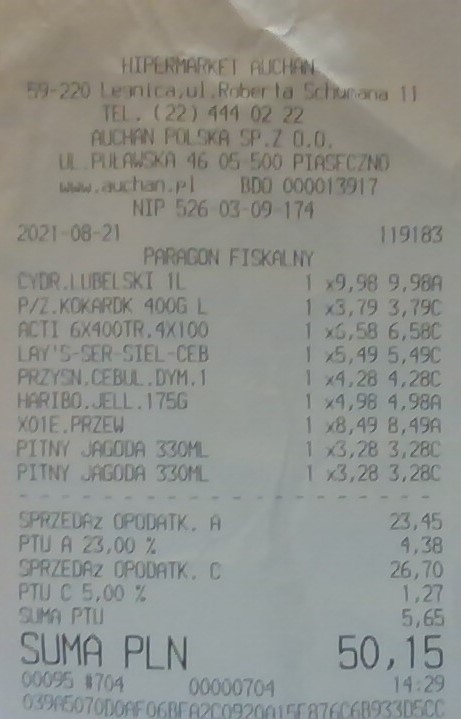 HIPERMARKET AUCHAN
59-220 Legnica,ul.Roberta Schumana 11
TEL. (22) 444 02 22
AUCHAN POLSKA SP.Z O.O.
UL.PUŁAWSKA 46 05-500 PIASECZNO
www.auchan.pl BDO 000013917
NIP 526-03-09-174
2021-08-21 119183
PARAGON FISKALNY
CYDR.LUBELSKI 1L 1 x9,98 9,98A
P/Z.KOKARDK 400G L 1 x3,79 3,79C
ACTI 6X400TR.4X100 1 x6,58 6,58C
LAY'S-SER-SIEL-CEB 1 x5,49 5,49C
PRZYSN.CEBUL.DYM.1 1 x4,28 4,28C
HARIBO.JELL.175G 1 x4,98 4,98A
X01E.PRZEW 1 x8,49 8,49A
PITNY JAGODA 330ML 1 x3,28 3,28C
PITNY JAGODA 330ML 1 x3,28 3,28C
SPRZEDAż OPODATK. A 23,45
PTU A 23,00 % 4,38
SPRZEDAż OPODATK. C 26,70
PTU C 5,00 % 1,27
SUMA PTU 5,65
SUMA PLN 50,15
00095 #704 00000704 14:29